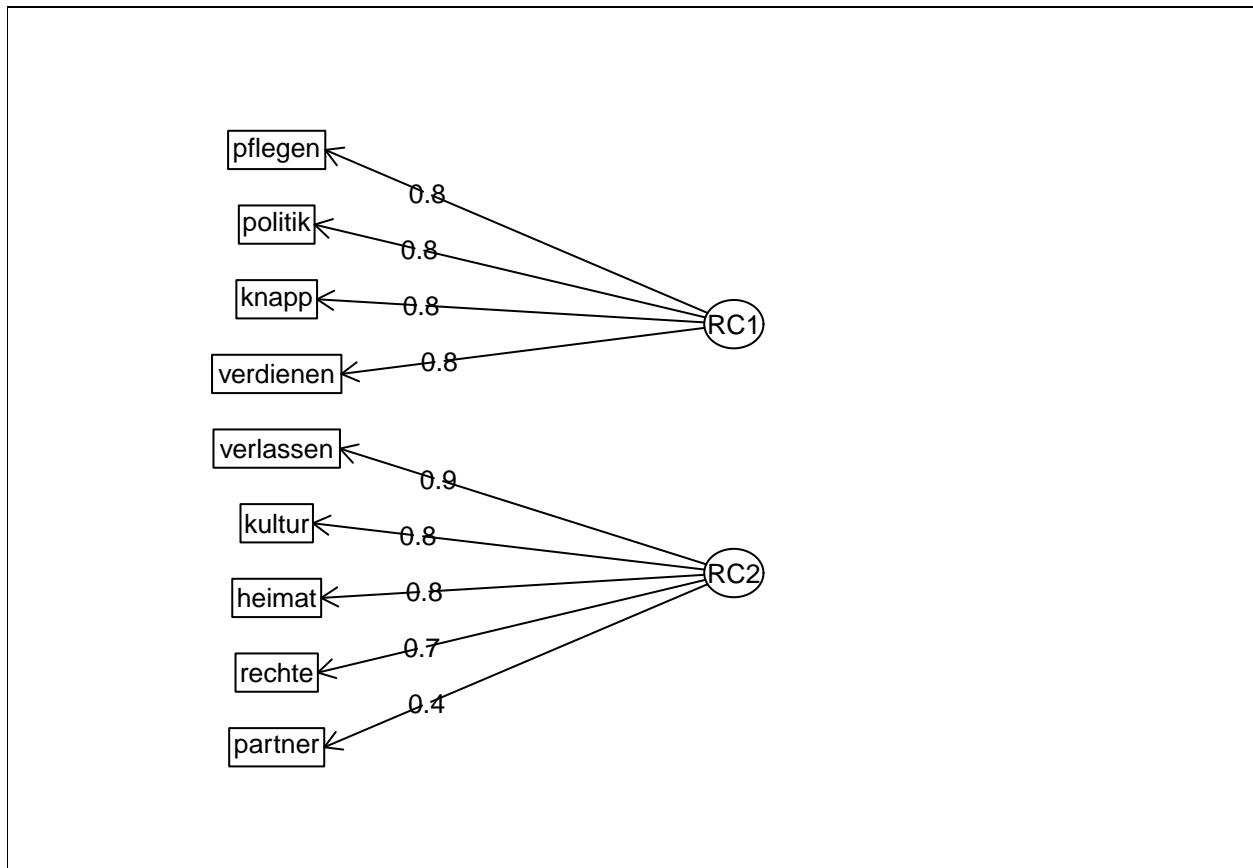 pflegen
0.8
politik
0.8
knapp
0.8
RC1
verdienen
0.8
verlassen
0.9
kultur
0.8
RC2
heimat
0.8
rechte
0.7
partner
0.4